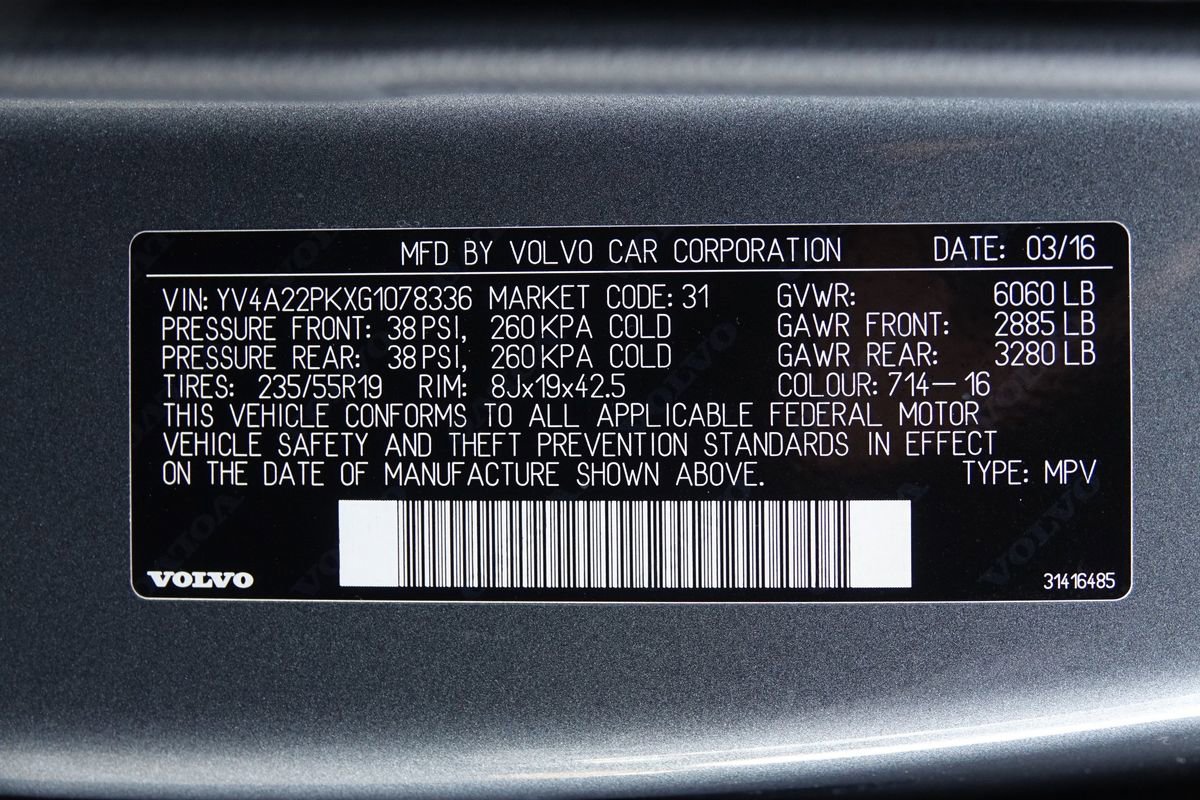 MFD BY VOLVO CAR CORPORATION DATE: 03/16
VIN: YV4A22PKXG1078336 MARKET CODE: 31 GVWR: 6060 LB
PRESSURE FRONT: 38 PSI, 260 KPA COLD GAWR FRONT: 2885 LB
PRESSURE REAR: 38 PSI, 260 KPA COLD GAWR REAR: 3280 LB
TIRES: 235/55R19 RIM: 8Jx19x42.5 COLOUR: 714-16
THIS VEHICLE CONFORMS TO ALL APPLICABLE FEDERAL MOTOR
VEHICLE SAFETY AND THEFT PREVENTION STANDARDS IN EFFECT
ON THE DATE OF MANUFACTURE SHOWN ABOVE. TYPE: MPV
VOLVO 31416485